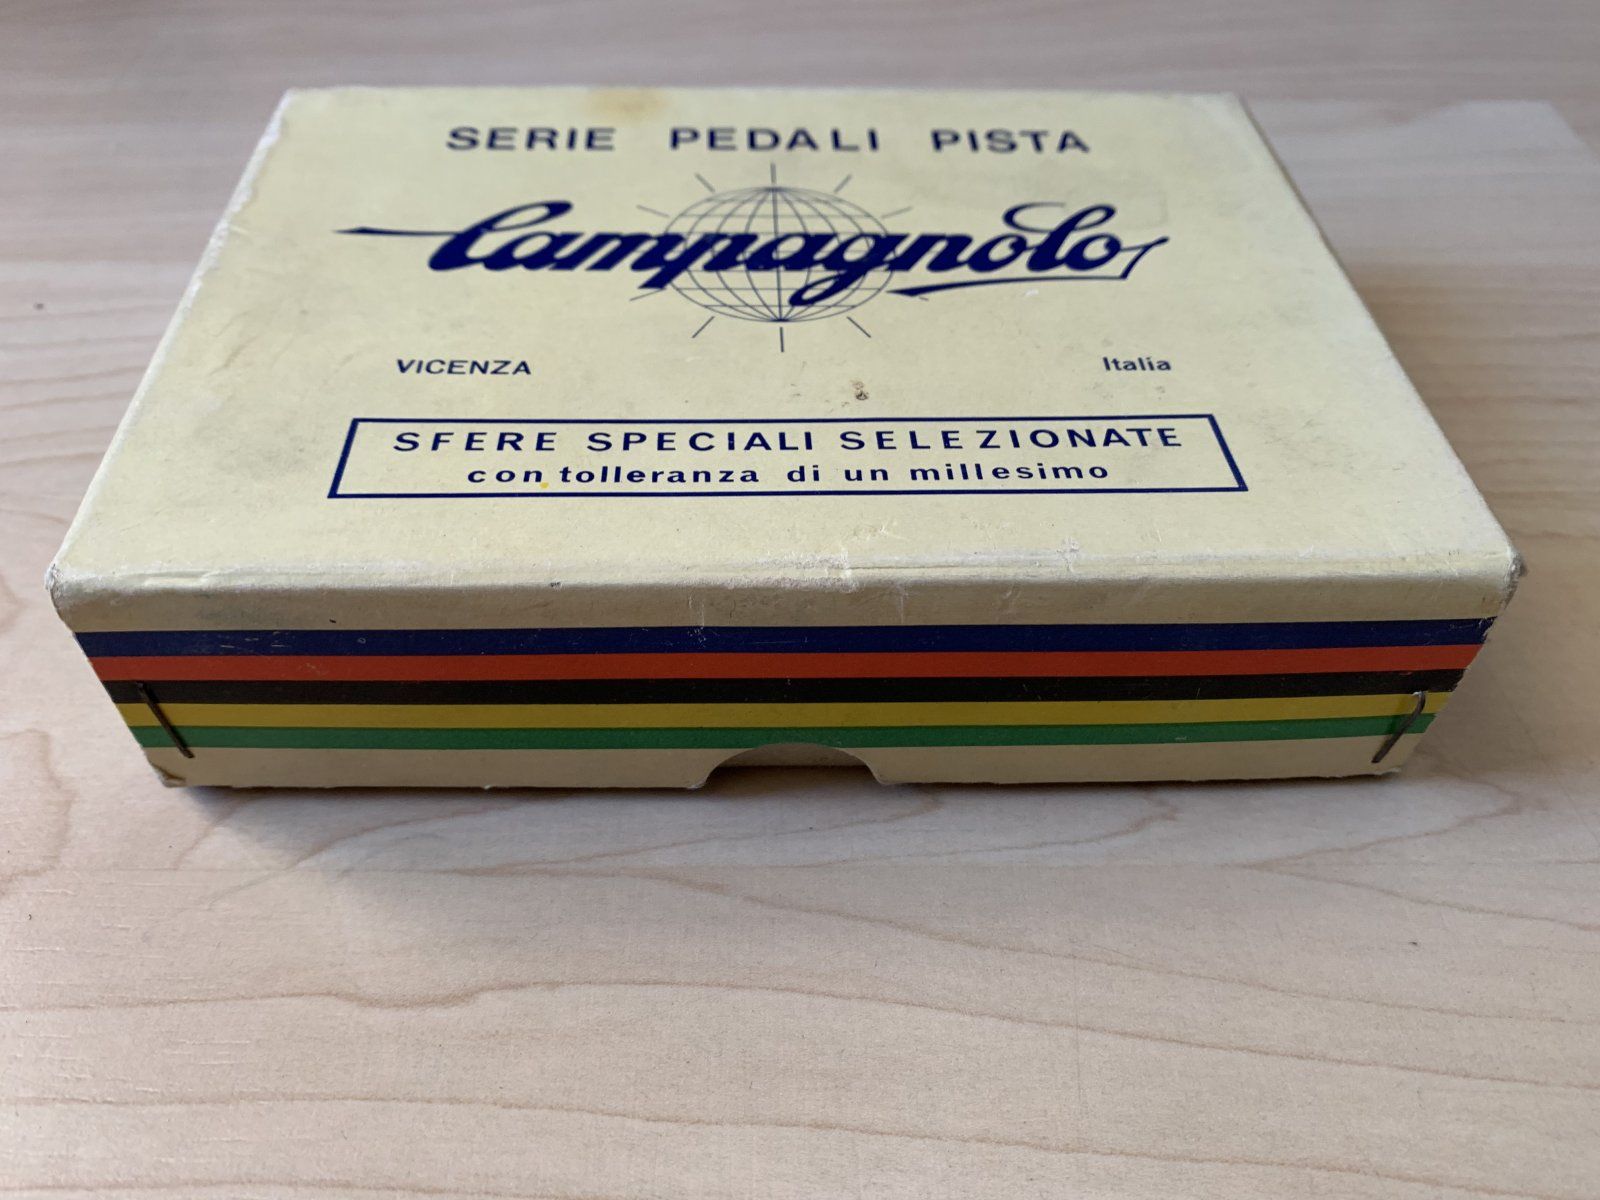 SERIE PEDALI PISTA
Campagnolo
VICENZA Italia
SFERE SPECIALI SELEZIONATE
con tolleranza di un millesimo